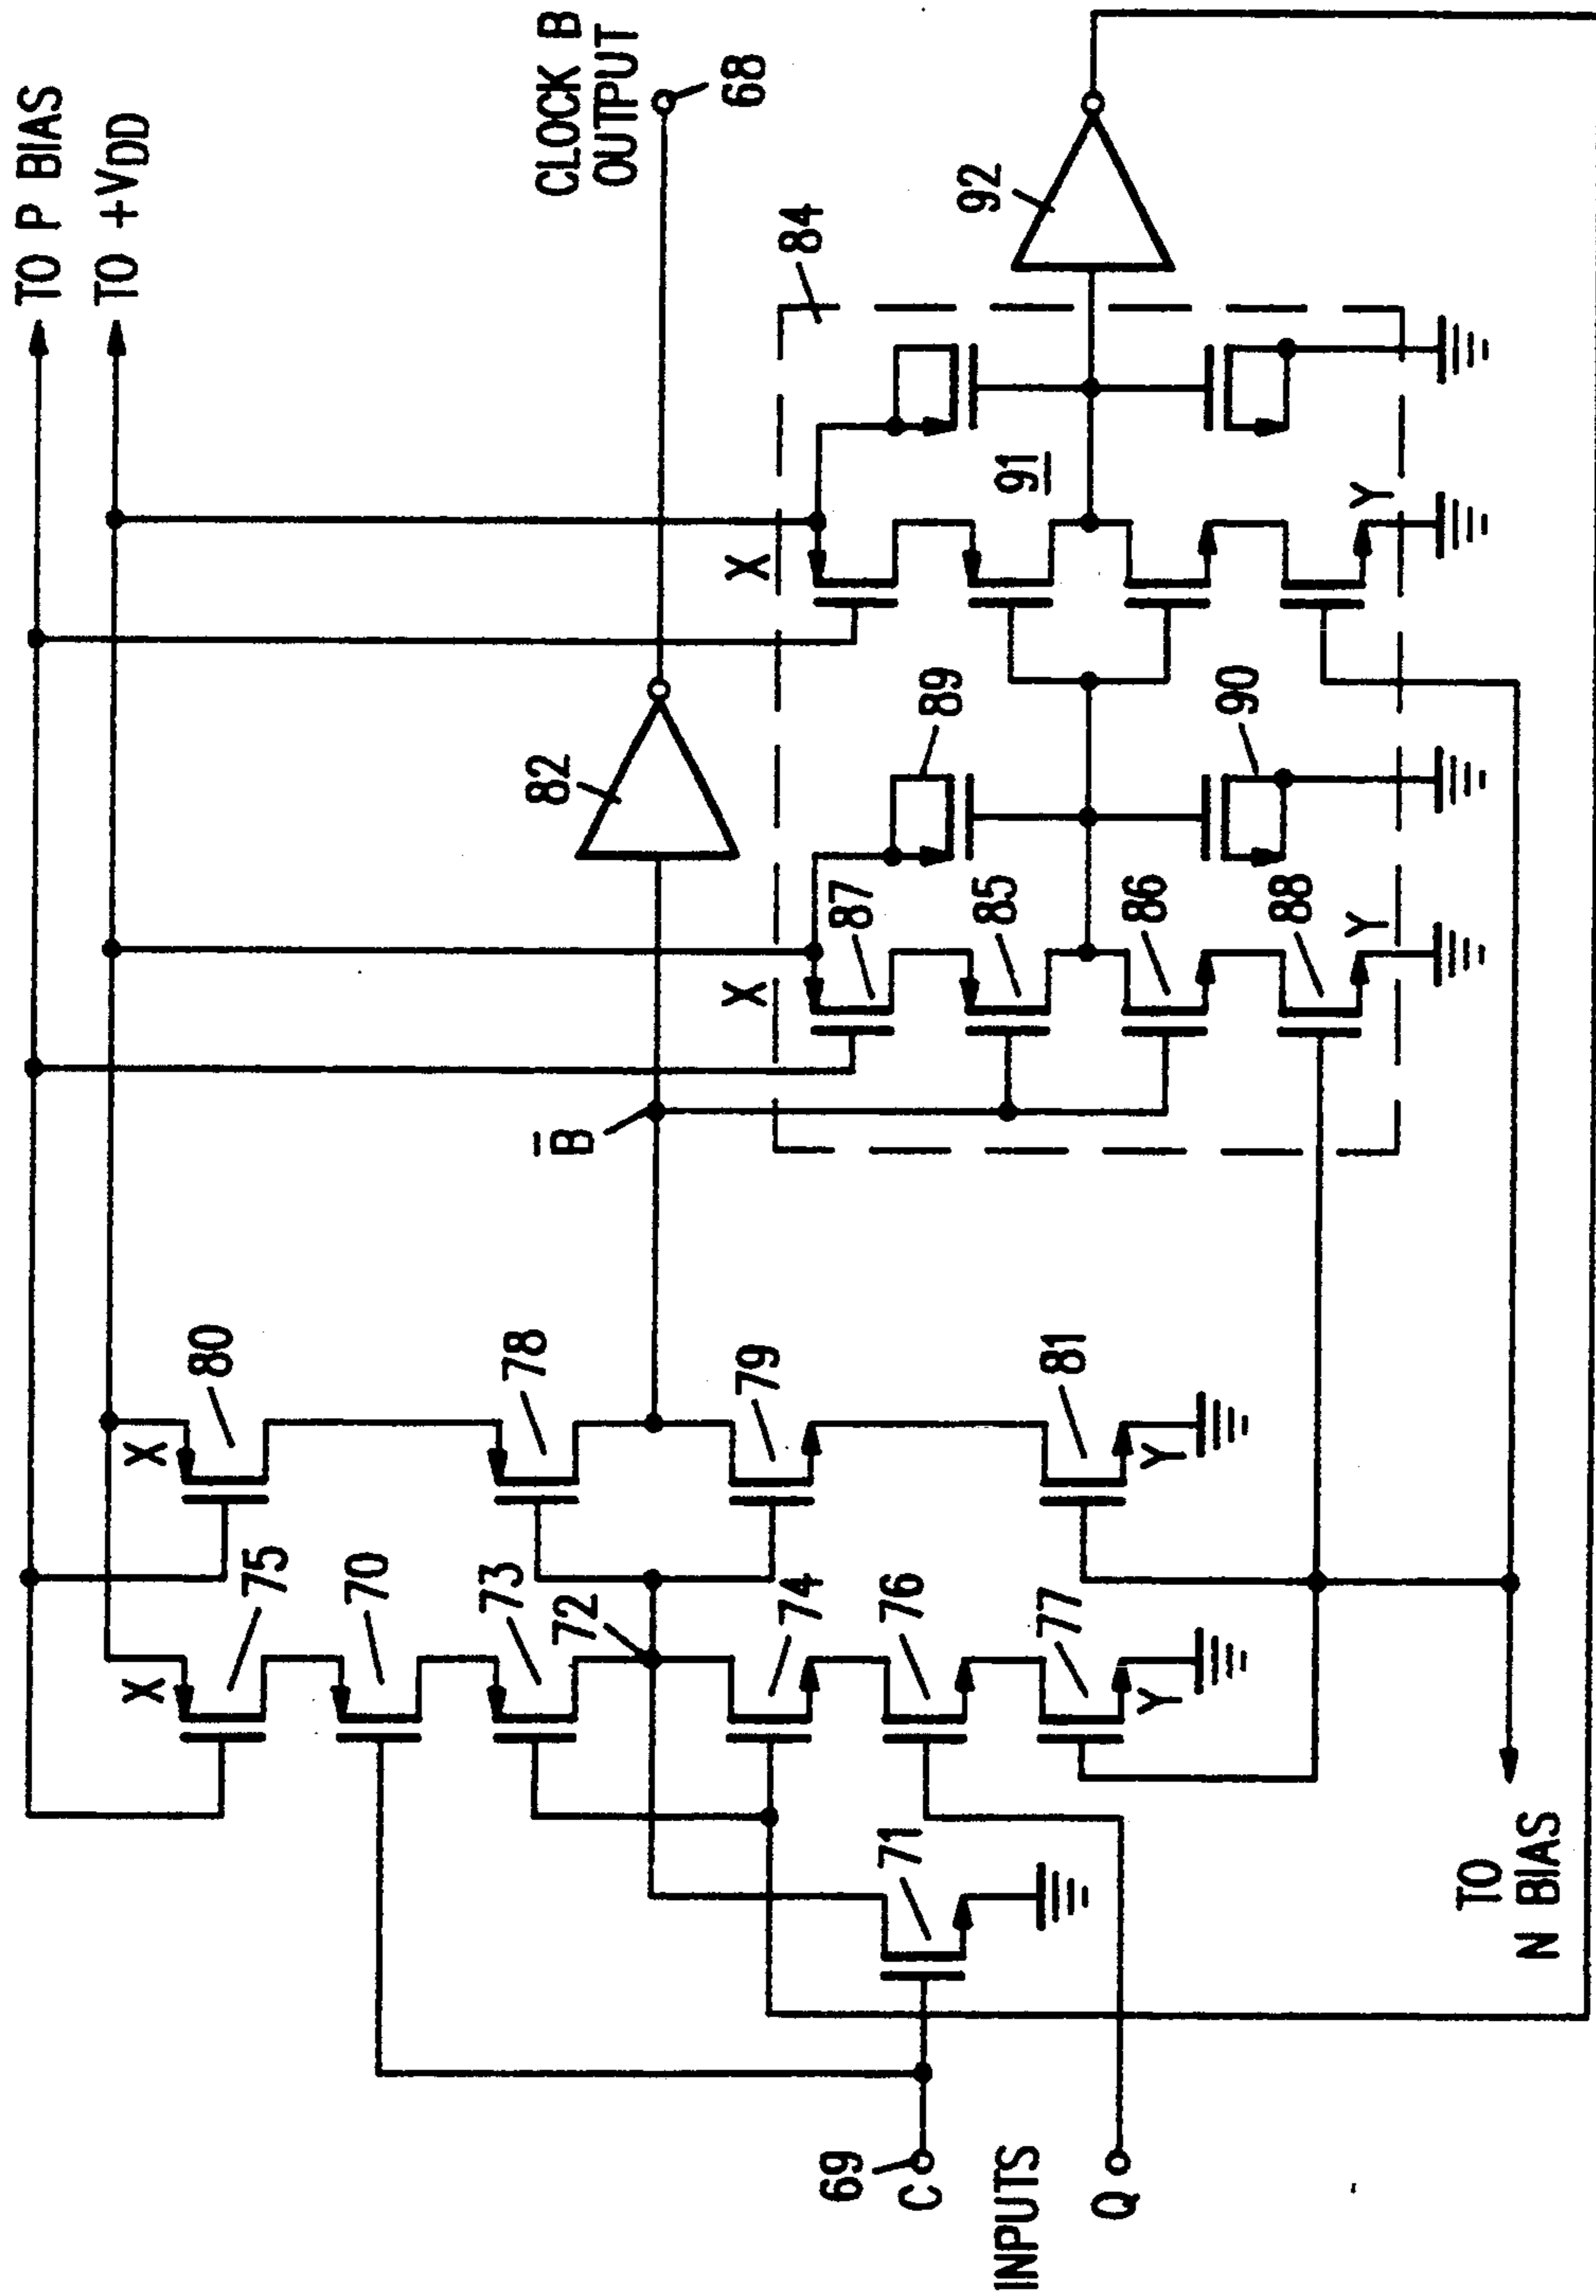 TO P BIAS
TO +VDD
CLOCK B
OUTPUT
68
X
80
X
75
82
70
78
B̅
X
X
84
92
73
72
87
89
79
74
85
91
86
90
76
81
88
71
77
Y
Y
Y
Y
69
C
INPUTS
Q
TO
N BIAS